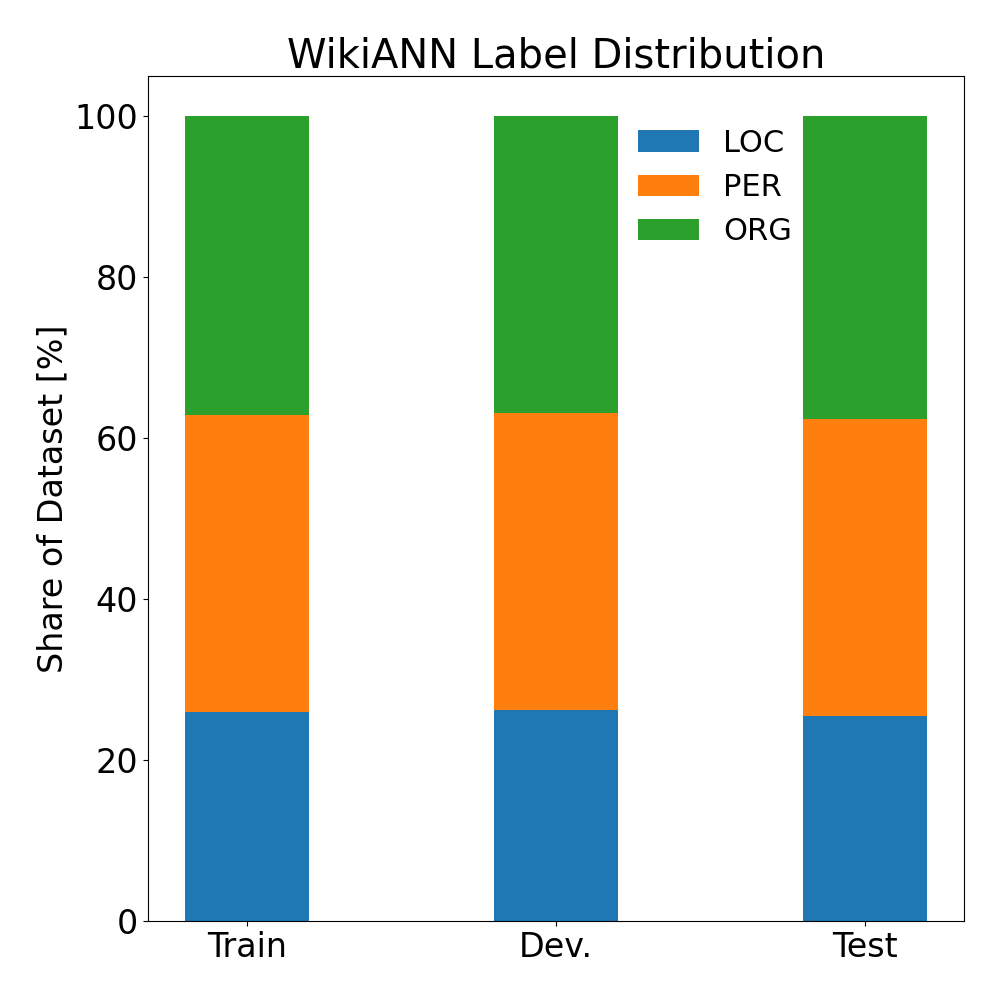 WikiANN Label Distribution
100
80
60
40
20
0
Share of Dataset [%]
LOC
PER
ORG
Train
Dev.
Test